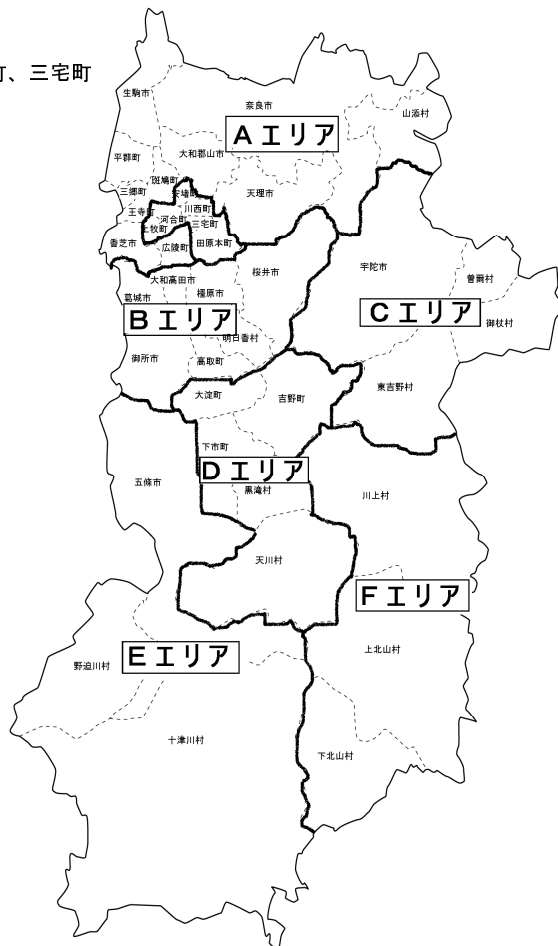 町、三宅町
生駒市
奈良市
山添村
Aエリア
平群町
大和郡山市
斑鳩町
三郷町
安堵町
天理市
川西町
王寺町
河合町
三宅町
上牧町
香芝市
広陵町
田原本町
桜井市
宇陀市
曽爾村
大和高田市
葛城市
橿原市
Bエリア
Cエリア
御杖村
明日香村
御所市
高取町
東吉野村
大淀町
吉野町
下市町
Dエリア
五條市
黒滝村
川上村
天川村
Fエリア
Eエリア
上北山村
野迫川村
十津川村
下北山村